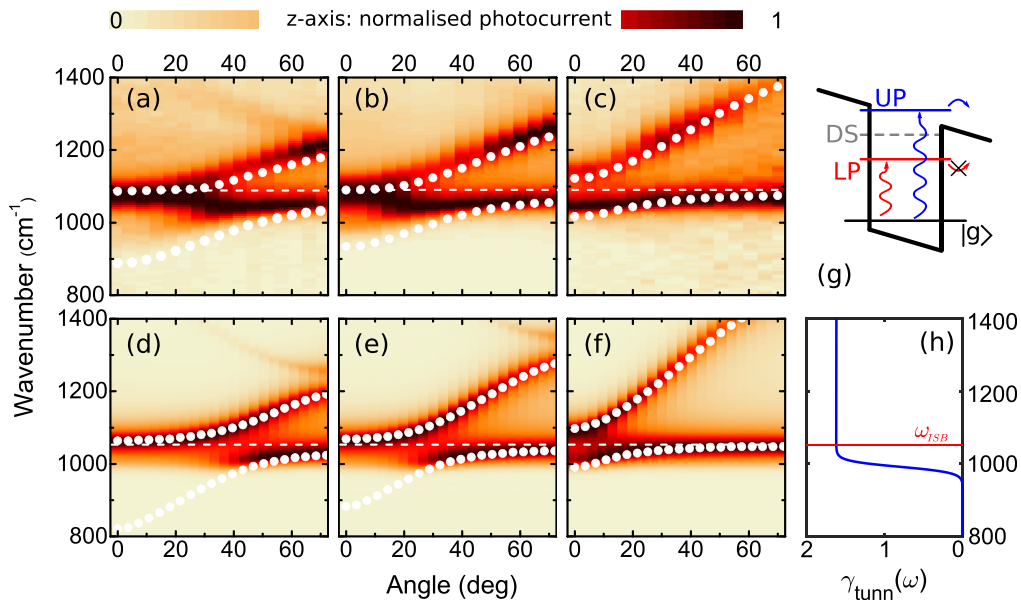 0 z-axis: normalised photocurrent 1
0 20 40 60 0 20 40 60 0 20 40 60
1400
1200
1000
800
(a) (b) (c)
UP
DS
LP
|g>
(g)
Wavenumber (cm⁻¹)
1400
1200
1000
800
(d) (e) (f)
0 20 40 60 0 20 40 60 0 20 40 60
Angle (deg)
(h)
1400
1200
1000
800
ω_ISB
2 1 0
γ_tunn(ω)